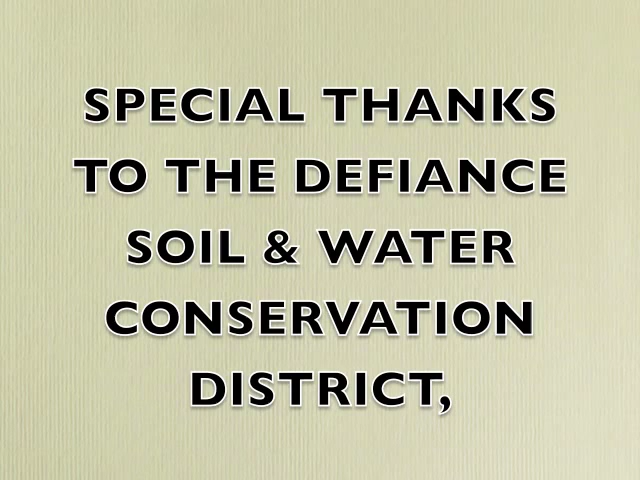 SPECIAL THANKS
TO THE DEFIANCE
SOIL & WATER
CONSERVATION
DISTRICT,